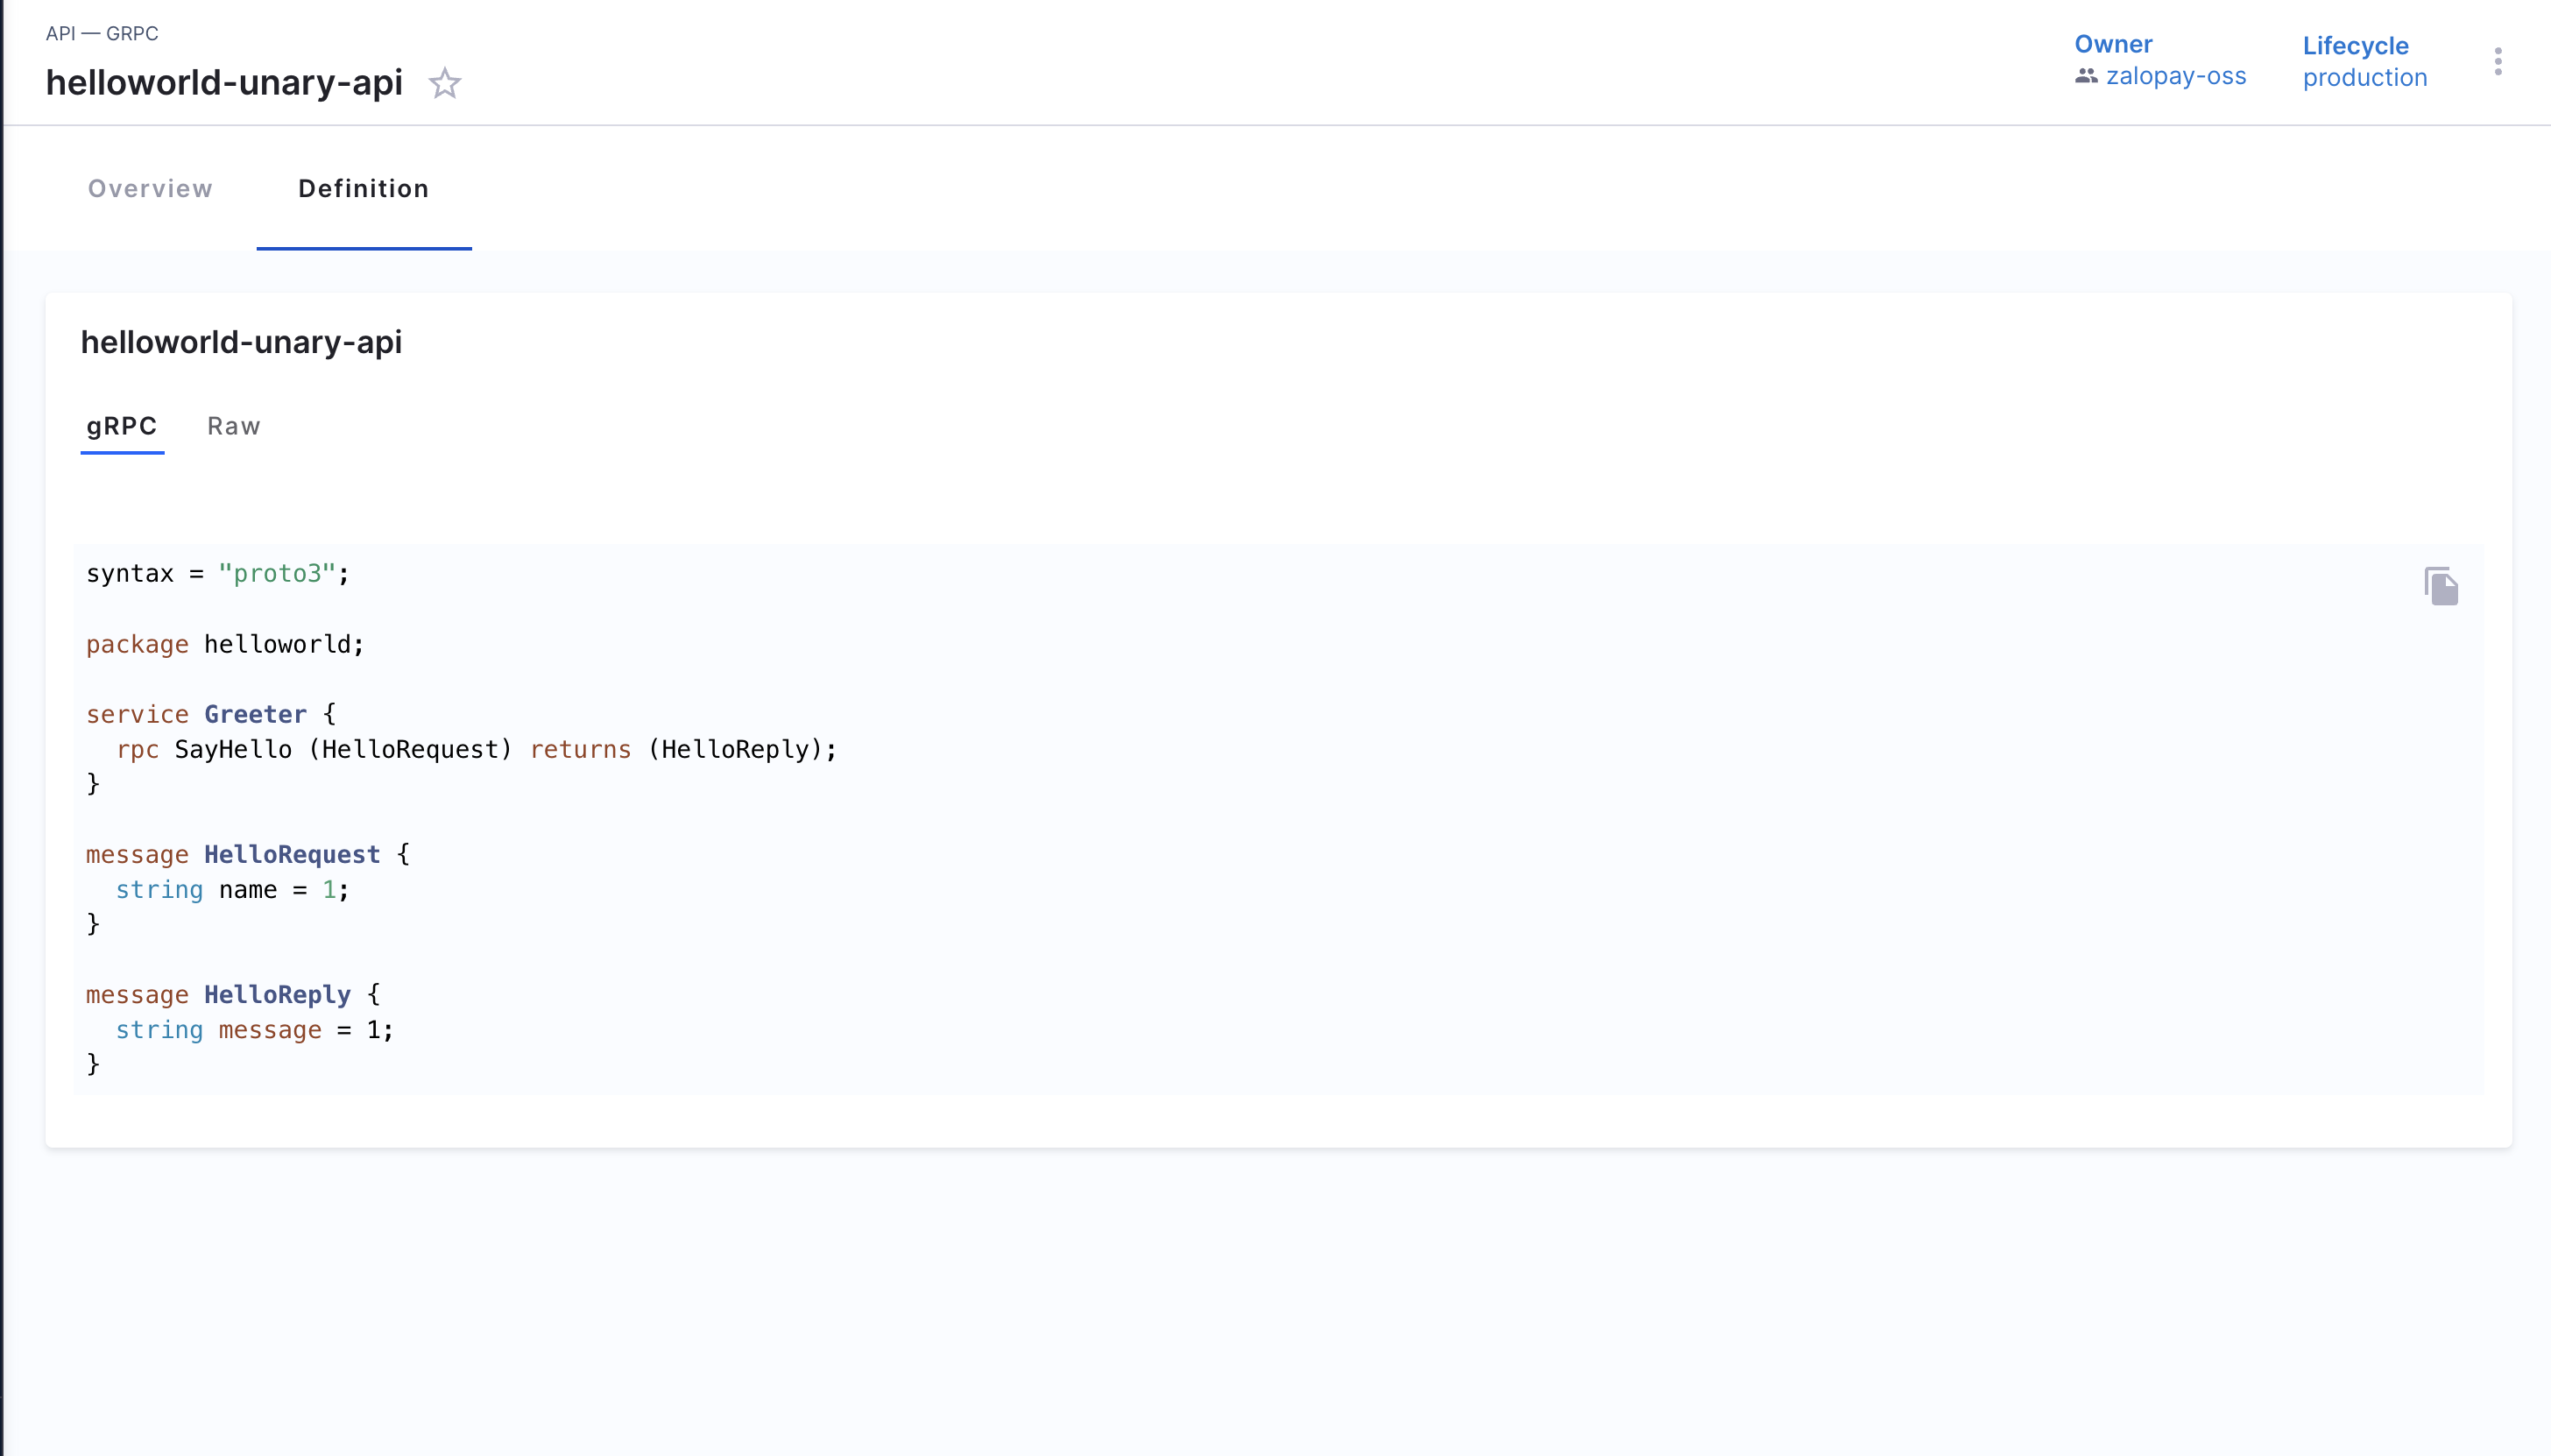 API — GRPC
helloworld-unary-api
Owner
zalopay-oss
Lifecycle
production
Overview
Definition
helloworld-unary-api
gRPC
Raw
syntax = "proto3";
package helloworld;
service Greeter {
  rpc SayHello (HelloRequest) returns (HelloReply);
}
message HelloRequest {
  string name = 1;
}
message HelloReply {
  string message = 1;
}